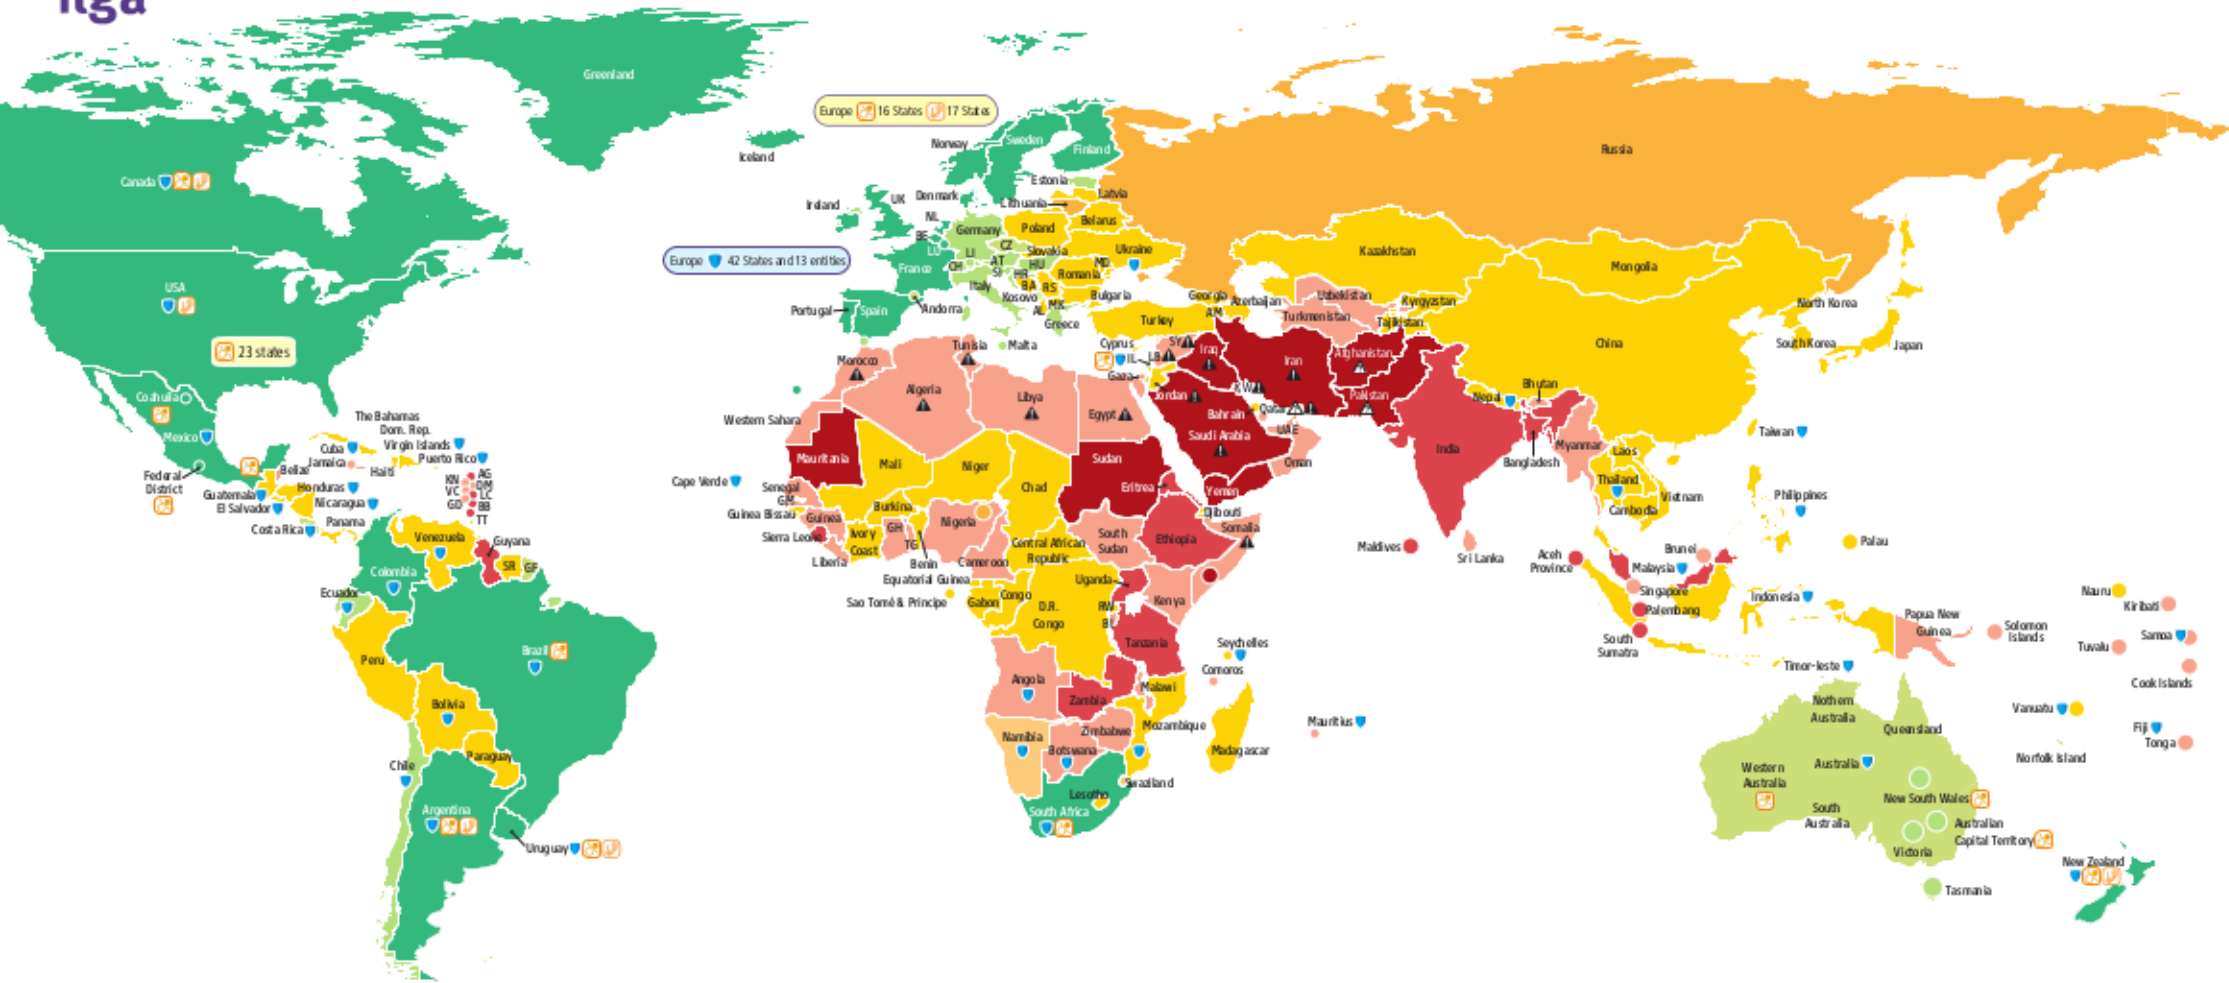 ilga
Greenland
Europe 16 States 17 States
Iceland
Norway
Sweden
Finland
Russia
Canada
Estonia
Latvia
Lithuania
Ireland
UK
Denmark
NL
BE
LU
Germany
Poland
Belarus
Europe 42 States and 13 entities
France
CH
LI
CZ
AT
SI
Slovakia
HU
HR
Ukraine
MD
Romania
Kazakhstan
Mongolia
USA
23 states
Portugal
Spain
Andorra
Italy
BA
RS
Kosovo
MK
AL
Bulgaria
Greece
Malta
Georgia
AM
Azerbaijan
Turkey
Uzbekistan
Turkmenistan
Kyrgyzstan
Tajikistan
China
North Korea
South Korea
Japan
Cyprus
IL
LB
SY
Gaza
Iraq
Iran
Afghanistan
Pakistan
Jordan
KW
Bahrain
Qatar
UAE
Saudi Arabia
Oman
Yemen
Nepal
Bhutan
India
Bangladesh
Myanmar
Laos
Thailand
Vietnam
Cambodia
Taiwan
Philippines
Palau
Coahuila
Mexico
Federal
District
The Bahamas
Dom. Rep.
Virgin Islands
Puerto Rico
Cuba
Jamaica
Haiti
Belize
Guatemala
El Salvador
Honduras
Nicaragua
Costa Rica
Panama
KN
VC
GD
AG
DM
LC
BB
TT
Venezuela
Guyana
SR
GF
Colombia
Ecuador
Peru
Brazil
Bolivia
Paraguay
Chile
Argentina
Uruguay
Morocco
Tunisia
Algeria
Libya
Egypt
Western Sahara
Mauritania
Mali
Niger
Chad
Sudan
Eritrea
Djibouti
Somalia
Cape Verde
Senegal
GM
Guinea Bissau
Guinea
Sierra Leone
Liberia
Ivory
Coast
Burkina
GH
TG
Benin
Nigeria
Cameroon
Equatorial Guinea
Sao Tomé & Principe
Central African
Republic
South
Sudan
Ethiopia
Uganda
Kenya
Gabon
Congo
D.R.
Congo
RW
BI
Tanzania
Seychelles
Comoros
Angola
Zambia
Malawi
Mozambique
Zimbabwe
Namibia
Botswana
Madagascar
Mauritius
Swaziland
Lesotho
South Africa
Maldives
Sri Lanka
Aceh
Province
Brunei
Malaysia
Singapore
Palembang
South
Sumatra
Indonesia
Timor-leste
Papua New
Guinea
Solomon
Islands
Nauru
Kiribati
Samoa
Tuvalu
Cook Islands
Vanuatu
Fiji
Tonga
Norfolk Island
Nothern
Australia
Queensland
Western
Australia
Australia
South
Australia
New South Wales
Australian
Capital Territory
Victoria
Tasmania
New Zealand